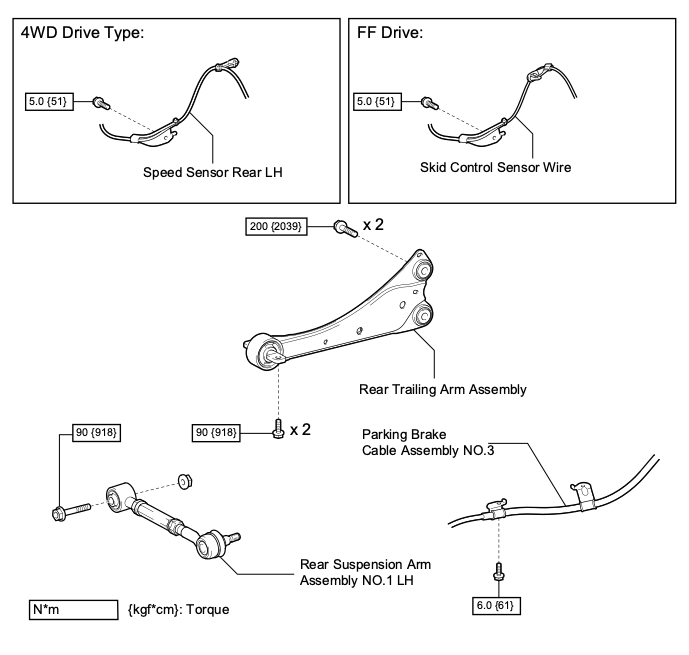 4WD Drive Type:
FF Drive:
5.0 {51}
5.0 {51}
Speed Sensor Rear LH
Skid Control Sensor Wire
200 {2039}
x 2
Rear Trailing Arm Assembly
90 {918}
90 {918}
x 2
Parking Brake
Cable Assembly NO.3
Rear Suspension Arm
Assembly NO.1 LH
6.0 {61}
N*m
{kgf*cm}: Torque